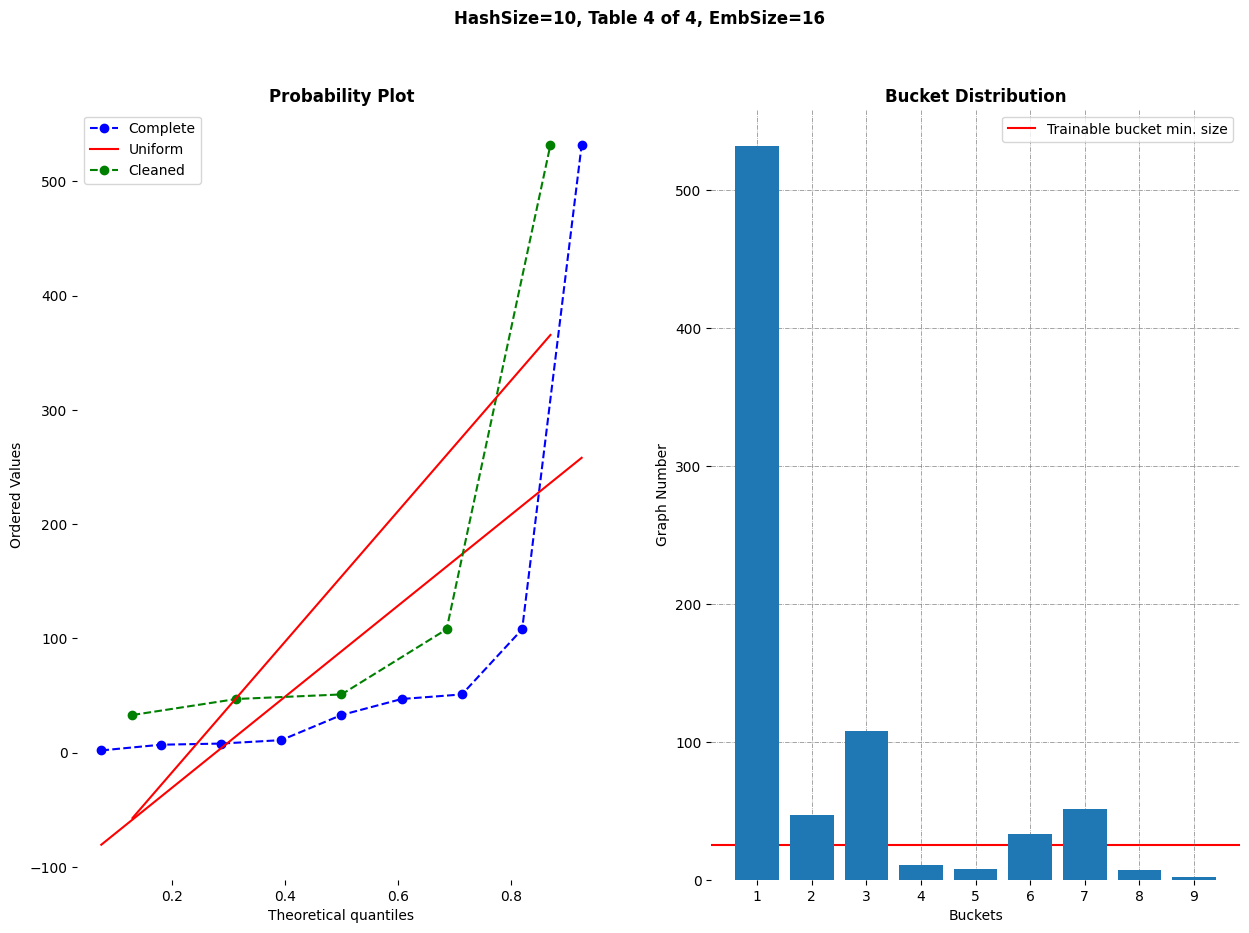 HashSize=10, Table 4 of 4, EmbSize=16
Probability Plot
Complete
Uniform
Cleaned
500
400
300
200
100
0
−100
Ordered Values
0.2 0.4 0.6 0.8
Theoretical quantiles
Bucket Distribution
Trainable bucket min. size
500
400
300
200
100
0
Graph Number
1 2 3 4 5 6 7 8 9
Buckets